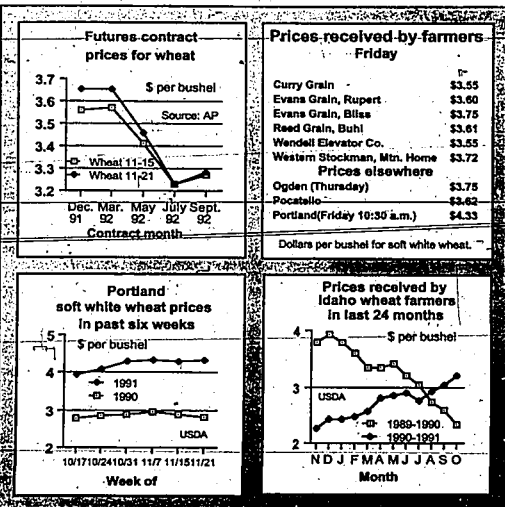 Futures contract
prices for wheat
3.7
3.6
3.5
3.4
3.3
3.2
$ per bushel
Source: AP
Wheat 11-15
Wheat 11-21
Dec. Mar. May July Sept.
91 92 92 92 92
Contract month
Prices received by farmers
Friday
Curry Grain $3.55
Evans Grain, Rupert $3.60
Evans Grain, Bliss $3.75
Reed Grain, Buhl $3.61
Wendell Elevator Co. $3.55
Western Stockman, Mtn. Home $3.72
Prices elsewhere
Ogden (Thursday) $3.75
Pocatello $3.62
Portland(Friday 10:30 a.m.) $4.33
Dollars per bushel for soft white wheat.
Portland
soft white wheat prices
in past six weeks
5
4
3
2
$ per bushel
1991
1990
USDA
10/17 10/24 10/31 11/7 11/15 11/21
Week of
Prices received by
Idaho wheat farmers
in last 24 months
4
3
2
$ per bushel
USDA
1989-1990
1990-1991
N D J F M A M J J A S O
Month